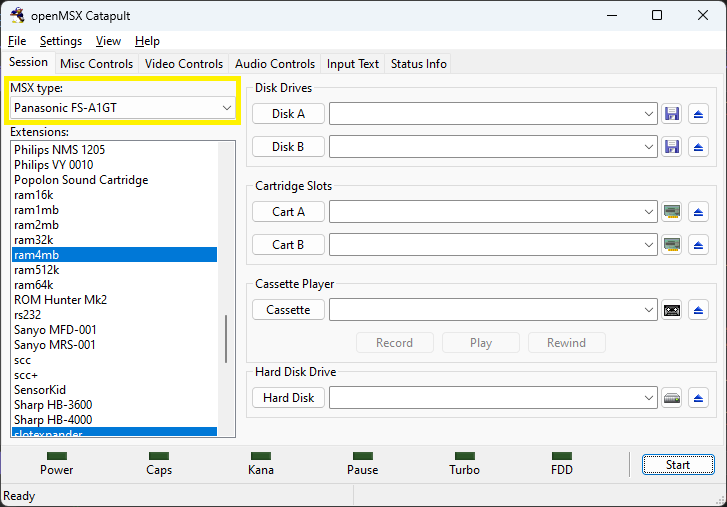 openMSX Catapult
File Settings View Help
Session Misc Controls Video Controls Audio Controls Input Text Status Info
MSX type:
Panasonic FS-A1GT
Extensions:
Philips NMS 1205
Philips VY 0010
Popolon Sound Cartridge
ram16k
ram1mb
ram2mb
ram32k
ram4mb
ram512k
ram64k
ROM Hunter Mk2
rs232
Sanyo MFD-001
Sanyo MRS-001
scc
scc+
SensorKid
Sharp HB-3600
Sharp HB-4000
slotexpander
Disk Drives
Disk A
Disk B
Cartridge Slots
Cart A
Cart B
Cassette Player
Cassette
Record Play Rewind
Hard Disk Drive
Hard Disk
Power Caps Kana Pause Turbo FDD Start
Ready